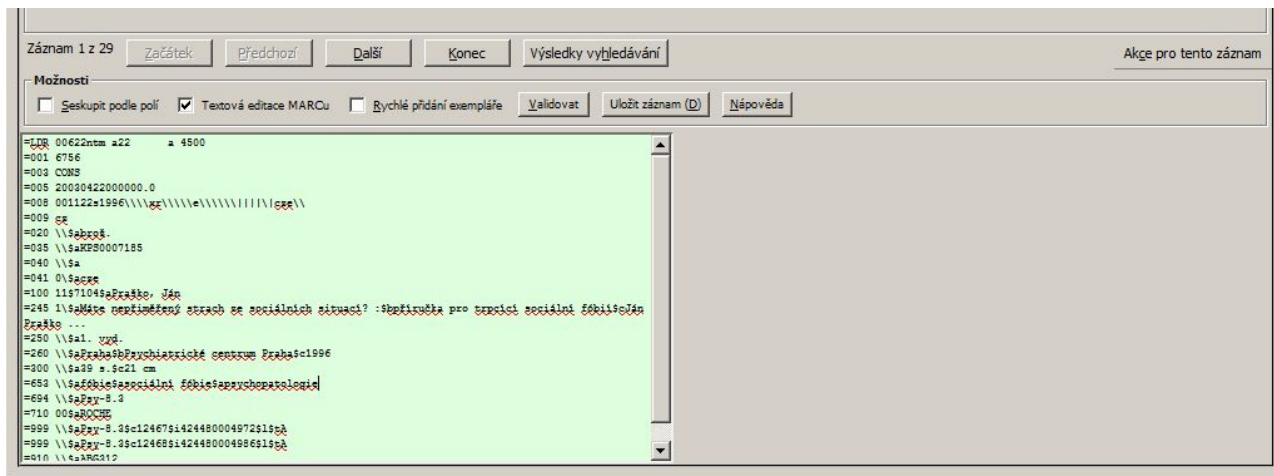 Záznam 1 z 29 Začátek Předchozí Další Konec Výsledky vyhledávání Akce pro tento záznam
Možnosti
Seskupit podle polí Textová editace MARCu Rychlé přidání exempláře Validovat Uložit záznam (D) Nápověda
=LDR 00622ntm a22      a 4500
=001 6756
=003 CONS
=005 20030422000000.0
=008 001122s1996\\\\xr\\\\\e\\\\\\||||\|cze\\
=009 cz
=020 \\$abrož.
=035 \\$aKPS0007185
=040 \\$a
=041 0\$acze
=100 11$7104$aPraško, Ján
=245 1\$aMáte nepřiměřený strach ze sociálních situací? :$bpříručka pro trpící sociální fóbií$cJán
Praško ...
=250 \\$a1. vyd.
=260 \\$aPraha$bPsychiatrické centrum Praha$c1996
=300 \\$a39 s.$c21 cm
=653 \\$afóbie$asociální fóbie$apsychopatologie
=694 \\$aPsy-8.3
=710 00$aROCHE
=999 \\$aPsy-8.3$c12467$i424480004972$l$tA
=999 \\$aPsy-8.3$c12468$i424480004986$l$tA
=910 \\$aABG312